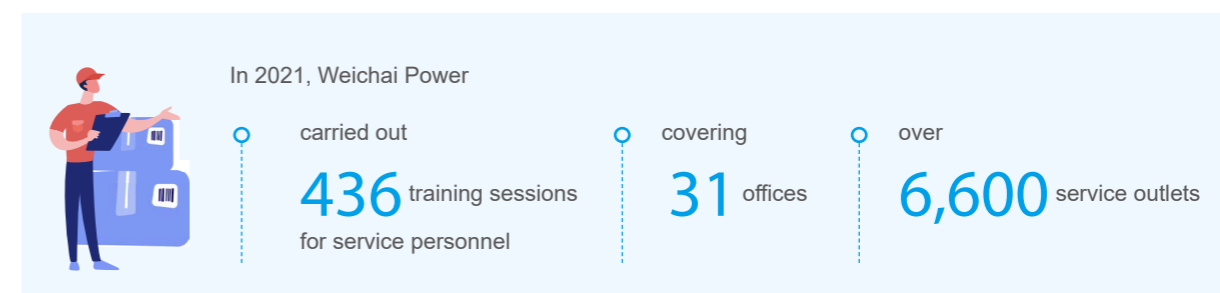 In 2021, Weichai Power
carried out
436 training sessions
for service personnel
covering
31 offices
over
6,600 service outlets